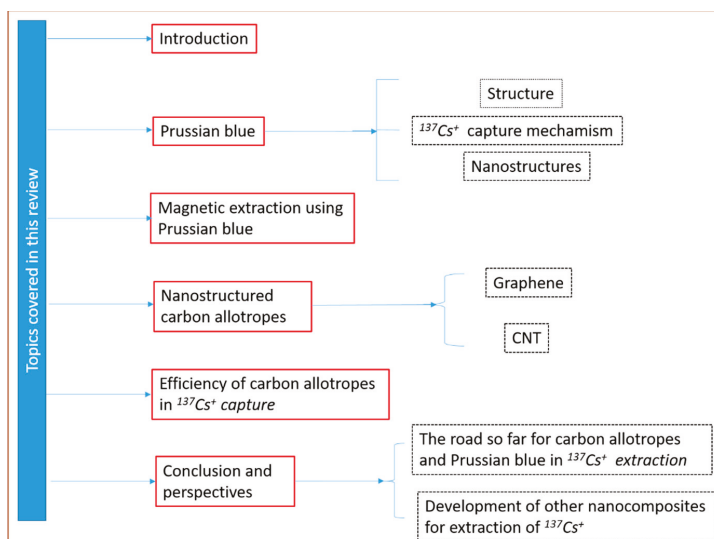 Topics covered in this review
Introduction
Prussian blue
Structure
¹³⁷Cs⁺ capture mechamism
Nanostructures
Magnetic extraction using
Prussian blue
Nanostructured
carbon allotropes
Graphene
CNT
Efficiency of carbon allotropes
in ¹³⁷Cs⁺ capture
Conclusion and
perspectives
The road so far for carbon allotropes
and Prussian blue in ¹³⁷Cs⁺ extraction
Development of other nanocomposites
for extraction of ¹³⁷Cs⁺